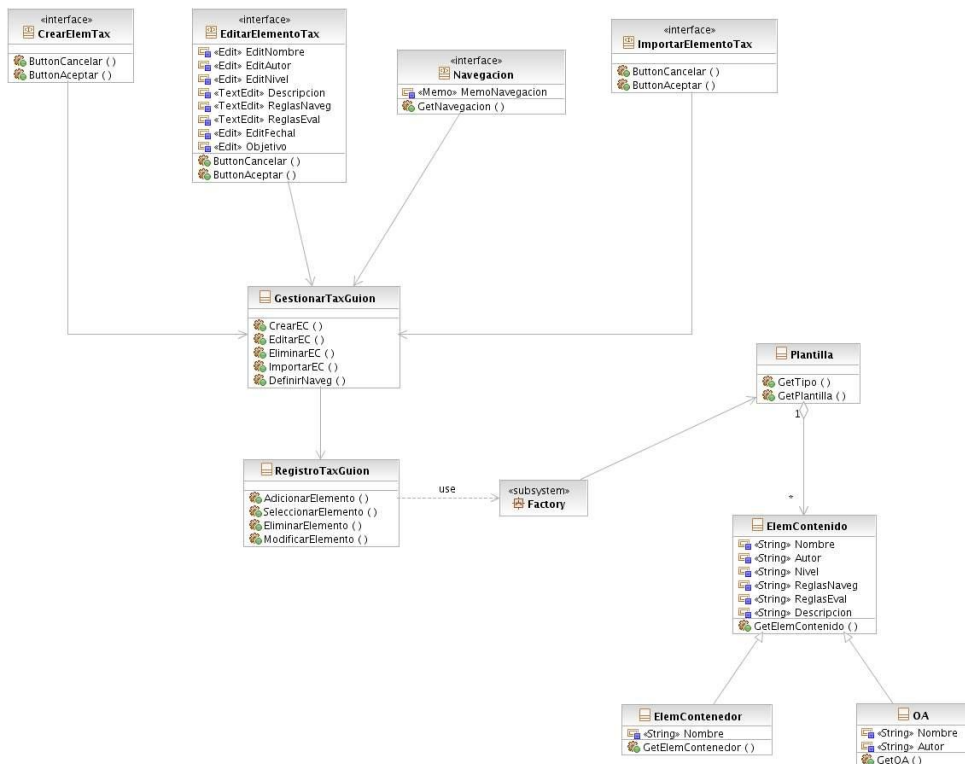 «interface»
CrearElemTax
ButtonCancelar ( )
ButtonAceptar ( )
«interface»
EditarElementoTax
«Edit» EditNombre
«Edit» EditAutor
«Edit» EditNivel
«TextEdit» Descripcion
«TextEdit» ReglasNaveg
«TextEdit» ReglasEval
«Edit» EditFechaI
«Edit» Objetivo
ButtonCancelar ( )
ButtonAceptar ( )
«interface»
Navegacion
«Memo» MemoNavegacion
GetNavegacion ( )
«interface»
ImportarElementoTax
ButtonCancelar ( )
ButtonAceptar ( )
GestionarTaxGuion
CrearEC ( )
EditarEC ( )
EliminarEC ( )
ImportarEC ( )
DefinirNaveg ( )
Plantilla
GetTipo ( )
GetPlantilla ( )
1
RegistroTaxGuion
AdicionarElemento ( )
SeleccionarElemento ( )
EliminarElemento ( )
ModificarElemento ( )
use
«subsystem»
Factory
*
ElemContenido
«String» Nombre
«String» Autor
«String» Nivel
«String» ReglasNaveg
«String» ReglasEval
«String» Descripcion
GetElemContenido ( )
ElemContenedor
«String» Nombre
GetElemContenedor ( )
OA
«String» Nombre
«String» Autor
GetOA ( )